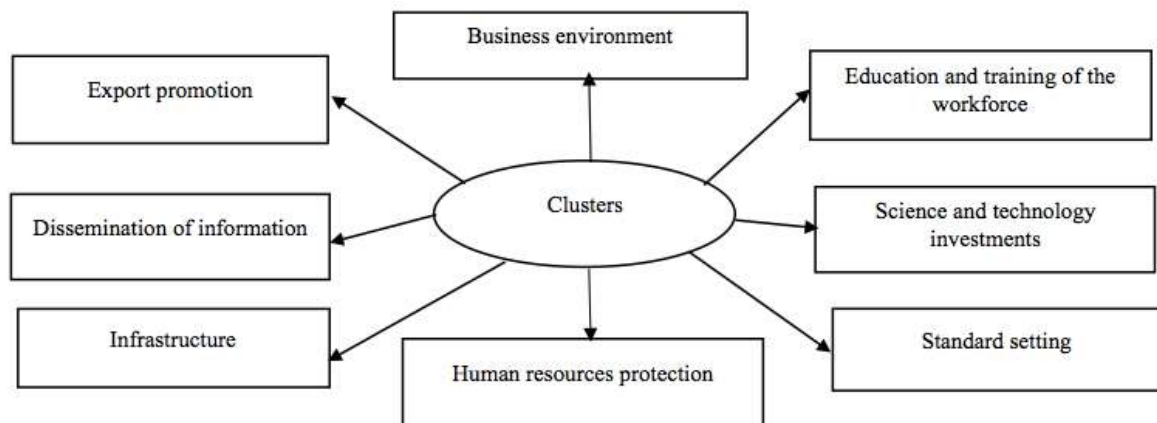 Business environment
Export promotion
Education and training of the
workforce
Clusters
Dissemination of information
Science and technology
investments
Infrastructure
Standard setting
Human resources protection